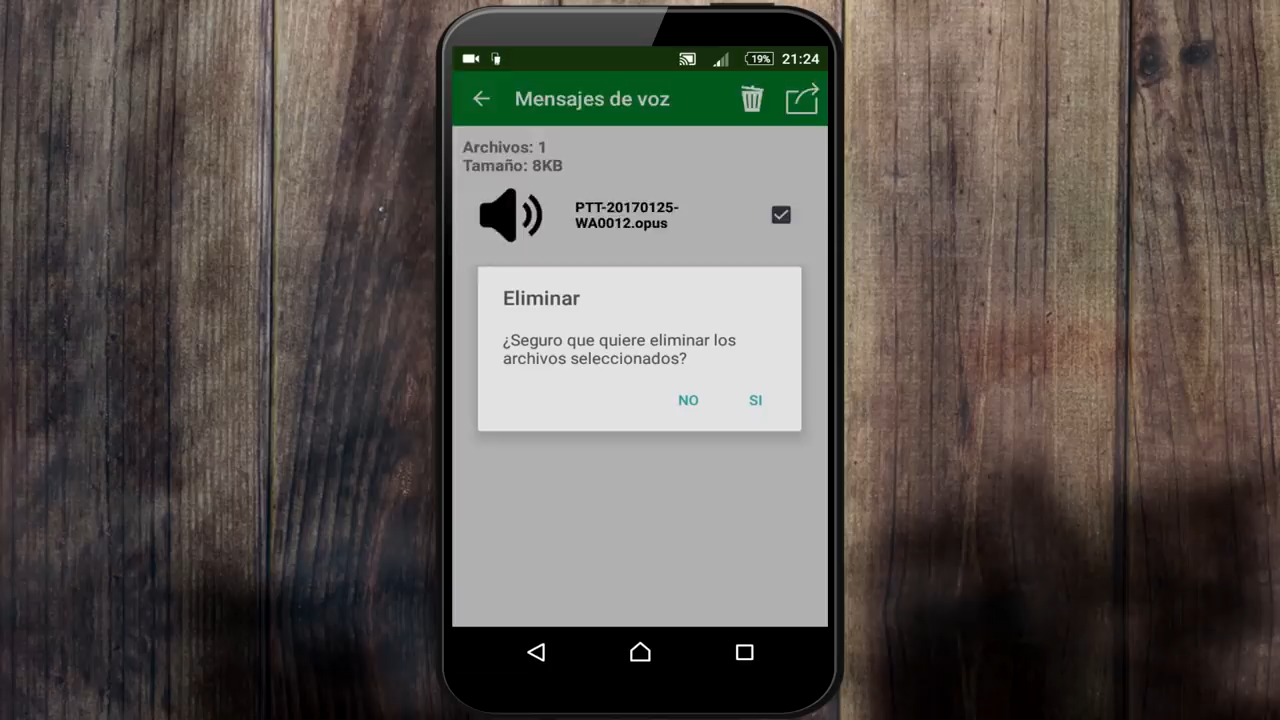 19% 21:24
Mensajes de voz
Archivos: 1
Tamaño: 8KB
PTT-20170125-
WA0012.opus
Eliminar
¿Seguro que quiere eliminar los
archivos seleccionados?
NO SI